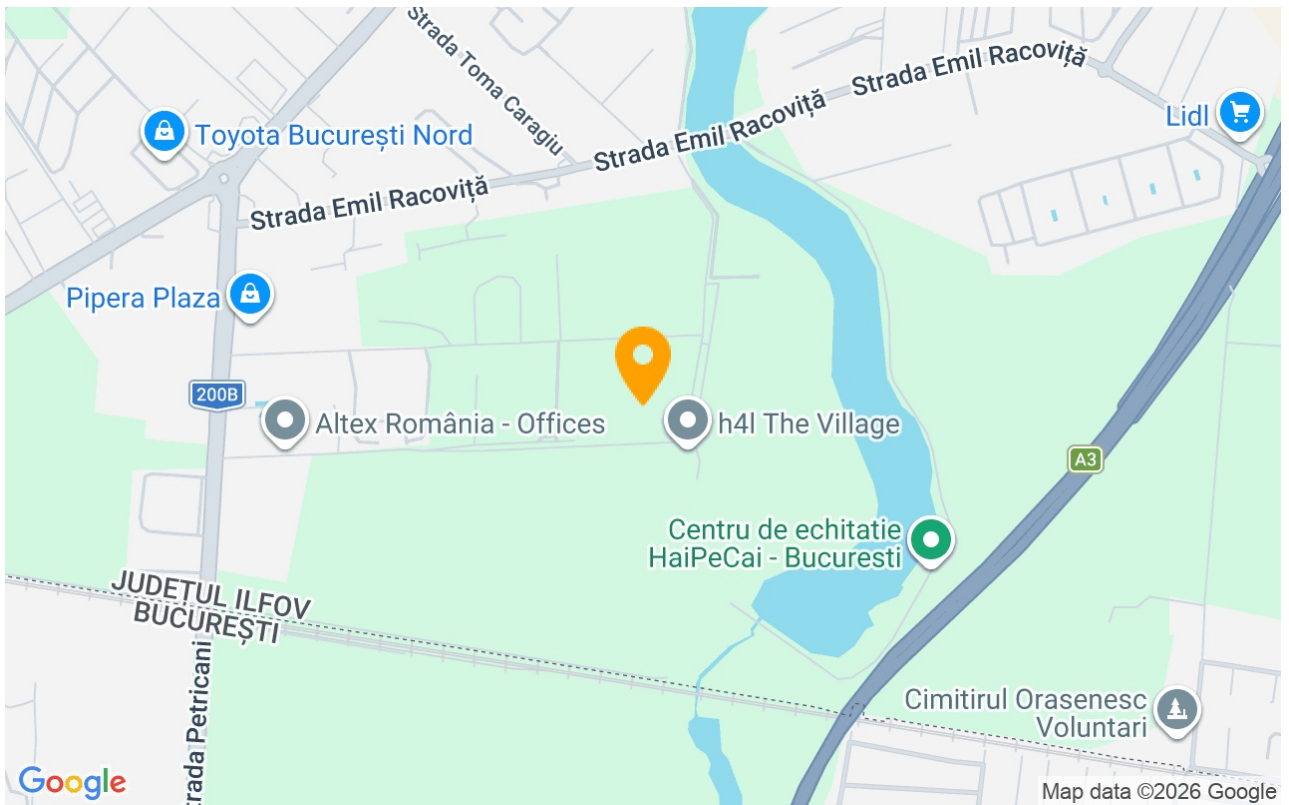 Strada Toma Caragiu
Strada Emil Racoviță
Strada Emil Racoviță
Strada Emil Racoviță
Lidl
Toyota București Nord
Pipera Plaza
200B
Altex România - Offices
h4l The Village
A3
Centru de echitatie
HaiPeCai - Bucuresti
JUDEȚUL ILFOV
BUCUREȘTI
trada Petricani
Cimitirul Orasenesc
Voluntari
Google
Map data ©2026 Google